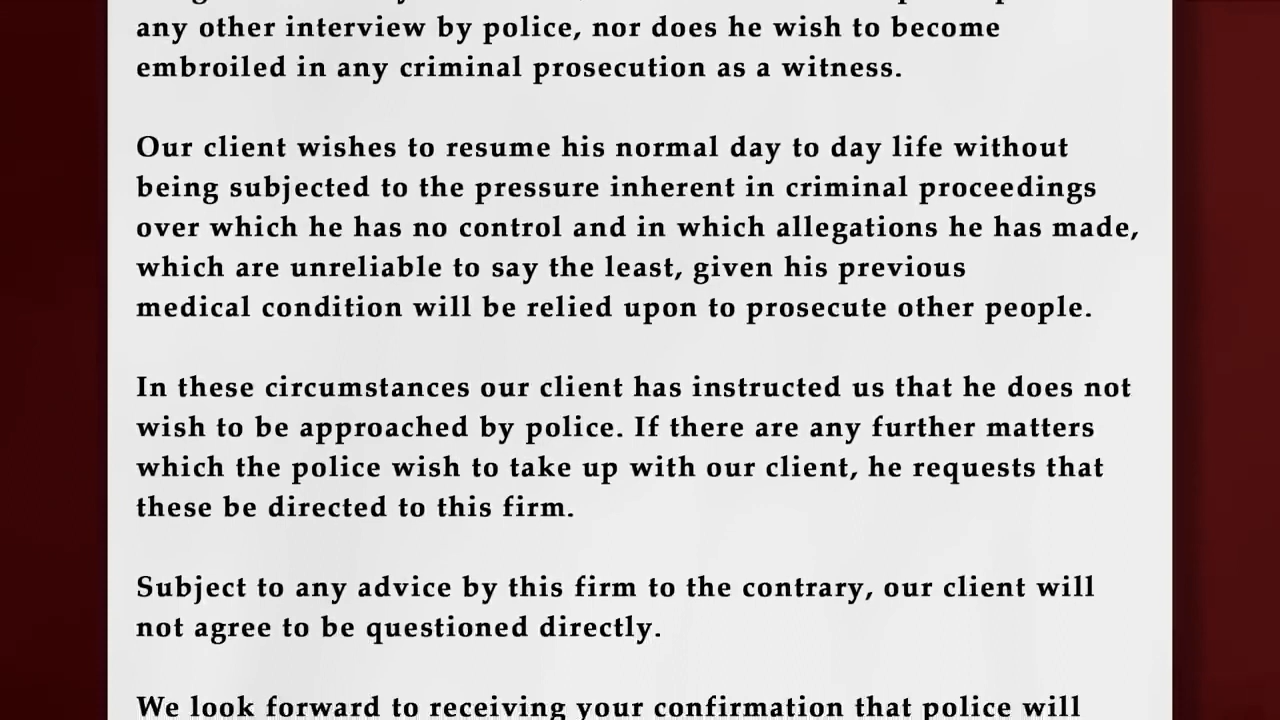 any other interview by police, nor does he wish to become
embroiled in any criminal prosecution as a witness.
Our client wishes to resume his normal day to day life without
being subjected to the pressure inherent in criminal proceedings
over which he has no control and in which allegations he has made,
which are unreliable to say the least, given his previous
medical condition will be relied upon to prosecute other people.
In these circumstances our client has instructed us that he does not
wish to be approached by police. If there are any further matters
which the police wish to take up with our client, he requests that
these be directed to this firm.
Subject to any advice by this firm to the contrary, our client will
not agree to be questioned directly.
We look forward to receiving your confirmation that police will